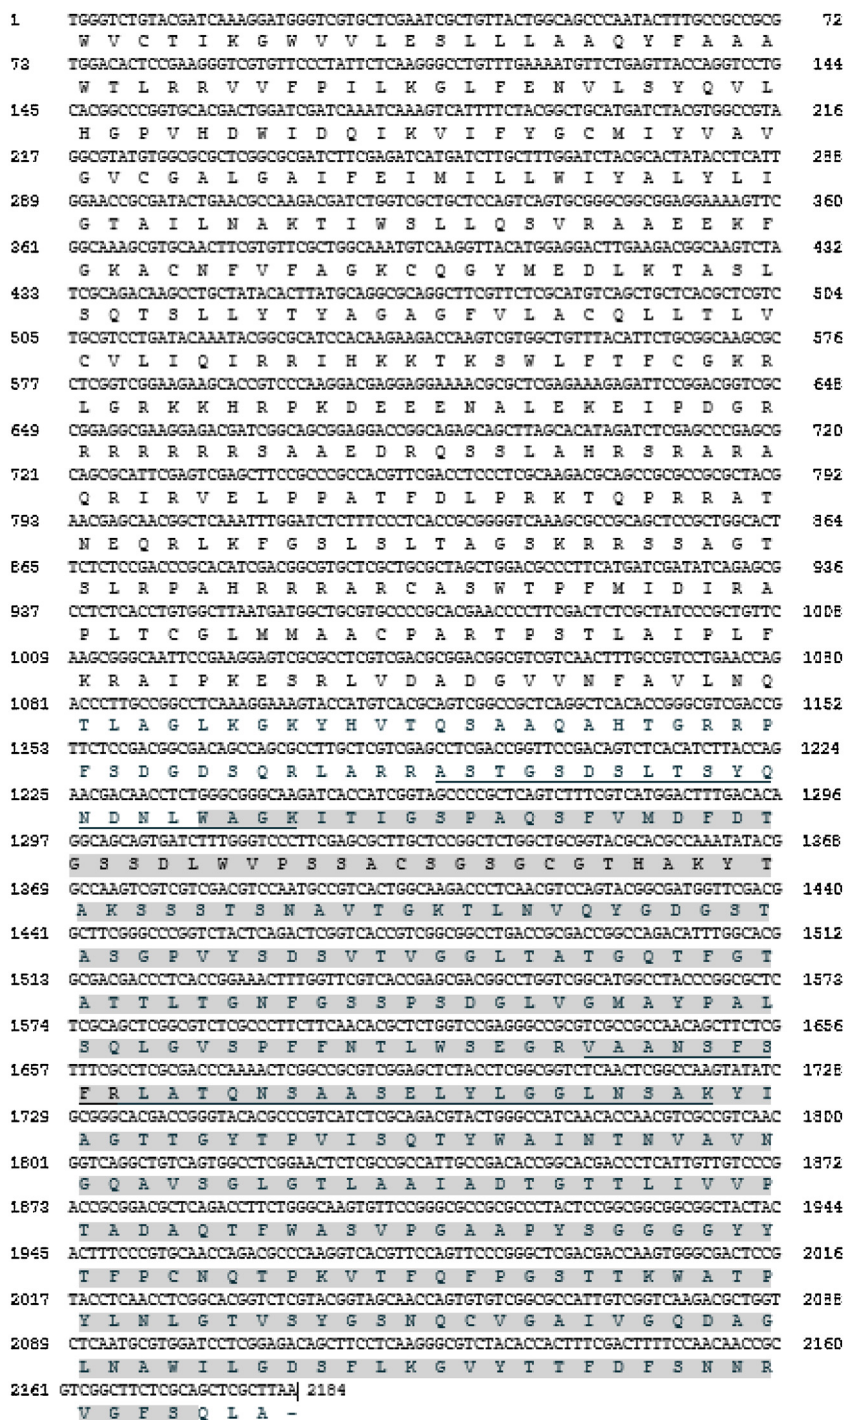 1 TGGGTCTGTACGATCAAAGGATGGGTCGTGCTCGAATCGCTGTTACTGGCAGCCCAATACTTTGCCGCCGCG 72
W V C T I K G W V V L E S L L L A A Q Y F A A A
73 TGGACACTCCGAAGGGTCGTGTTCCCTATTCTCAAGGGCCTGTTTGAAAATGTTCTGAGTTACCAGGTCCTG 144
W T L R R V V F P I L K G L F E N V L S Y Q V L
145 CACGGCCCGGTGCACGACTGGATCGATCAAATCAAAGTCATTTTCTACGGCTGCATGATCTACGTGGCCGTA 216
H G P V H D W I D Q I K V I F Y G C M I Y V A V
217 GGCGTATGTGGCGCGCTCGGCGCGATCTTCGAGATCATGATCTTGCTTTGGATCTACGCACTATACCTCATT 288
G V C G A L G A I F E I M I L L W I Y A L Y L I
289 GGAACCGCGATACTGAACGCCAAGACGATCTGGTCGCTGCTCCAGTCAGTGCGGGCGGCGGAGGAAAAGTTC 360
G T A I L N A K T I W S L L Q S V R A A E E K F
361 GGCAAAGCGTGCAACTTCGTGTTCGCTGGCAAATGTCAAGGTTACATGGAGGACTTGAAGACGGCAAGTCTA 432
G K A C N F V F A G K C Q G Y M E D L K T A S L
433 TCGCAGACAAGCCTGCTATACACTTATGCAGGCGCAGGCTTCGTTCTCGCATGTCAGCTGCTCACGCTCGTC 504
S Q T S L L Y T Y A G A G F V L A C Q L L T L V
505 TGCGTCCTGATACAAATACGGCGCATCCACAAGAAGACCAAGTCGTGGCTGTTTACATTCTGCGGCAAGCGC 576
C V L I Q I R R I H K K T K S W L F T F C G K R
577 CTCGGTCGGAAGAAGCACCGTCCCAAGGACGAGGAGGAAAACGCGCTCGAGAAAGAGATTCCGGACGGTCGC 648
L G R K K H R P K D E E E N A L E K E I P D G R
649 CGGAGGCGAAGGAGACGATCGGCAGCGGAGGACCGGCAGAGCAGCTTAGCACATAGATCTCGAGCCCGAGCG 720
R R R R R R S A A E D R Q S S L A H R S R A R A
721 CAGCGCATTCGAGTCGAGCTTCCGCCCGCCACGTTCGACCTCCCTCGCAAGACGCAGCCGCGCCGCGCTACG 792
Q R I R V E L P P A T F D L P R K T Q P R R A T
793 AACGAGCAACGGCTCAAATTTGGATCTCTTTCCCTCACCGCGGGGTCAAAGCGCCGCAGCTCCGCTGGCACT 864
N E Q R L K F G S L S L T A G S K R R S S A G T
865 TCTCTCCGACCCGCACATCGACGGCGTGCTCGCTGCGCTAGCTGGACGCCCTTCATGATCGATATCAGAGCG 936
S L R P A H R R R A R C A S W T P F M I D I R A
937 CCTCTCACCTGTGGCTTAATGATGGCTGCGTGCCCCGCACGAACCCCTTCGACTCTCGCTATCCCGCTGTTC 1008
P L T C G L M M A A C P A R T P S T L A I P L F
1009 AAGCGGGCAATTCCGAAGGAGTCGCGCCTCGTCGACGCGGACGGCGTCGTCAACTTTGCCGTCCTGAACCAG 1080
K R A I P K E S R L V D A D G V V N F A V L N Q
1081 ACCCTTGCCGGCCTCAAAGGAAAGTACCATGTCACGCAGTCGGCCGCTCAGGCTCACACCGGGCGTCGACCG 1152
T L A G L K G K Y H V T Q S A A Q A H T G R R P
1153 TTCTCCGACGGCGACAGCCAGCGCCTTGCTCGTCGAGCCTCGACCGGTTCCGACAGTCTCACATCTTACCAG 1224
F S D G D S Q R L A R R A S T G S D S L T S Y Q
1225 AACGACAACCTCTGGGCGGGCAAGATCACCATCGGTAGCCCCGCTCAGTCTTTCGTCATGGACTTTGACACA 1296
N D N L W A G K I T I G S P A Q S F V M D F D T
1297 GGCAGCAGTGATCTTTGGGTCCCTTCGAGCGCTTGCTCCGGCTCTGGCTGCGGTACGCACGCCAAATATACG 1368
G S S D L W V P S S A C S G S G C G T H A K Y T
1369 GCCAAGTCGTCGTCGACGTCCAATGCCGTCACTGGCAAGACCCTCAACGTCCAGTACGGCGATGGTTCGACG 1440
A K S S S T S N A V T G K T L N V Q Y G D G S T
1441 GCTTCGGGCCCGGTCTACTCAGACTCGGTCACCGTCGGCGGCCTGACCGCGACCGGCCAGACATTTGGCACG 1512
A S G P V Y S D S V T V G G L T A T G Q T F G T
1513 GCGACGACCCTCACCGGAAACTTTGGTTCGTCACCGAGCGACGGCCTGGTCGGCATGGCCTACCCGGCGCTC 1573
A T T L T G N F G S S P S D G L V G M A Y P A L
1574 TCGCAGCTCGGCGTCTCGCCCTTCTTCAACACGCTCTGGTCCGAGGGCCGCGTCGCCGCCAACAGCTTCTCG 1656
S Q L G V S P F F N T L W S E G R V A A N S F S
1657 TTTCGCCTCGCGACCCAAAACTCGGCCGCGTCGGAGCTCTACCTCGGCGGTCTCAACTCGGCCAAGTATATC 1728
F R L A T Q N S A A S E L Y L G G L N S A K Y I
1729 GCGGGCACGACCGGGTACACGCCCGTCATCTCGCAGACGTACTGGGCCATCAACACCAACGTCGCCGTCAAC 1800
A G T T G Y T P V I S Q T Y W A I N T N V A V N
1801 GGTCAGGCTGTCAGTGGCCTCGGAACTCTCGCCGCCATTGCCGACACCGGCACGACCCTCATTGTTGTCCCG 1872
G Q A V S G L G T L A A I A D T G T T L I V V P
1873 ACCGCGGACGCTCAGACCTTCTGGGCAAGTGTTCCGGGCGCCGCGCCCTACTCCGGCGGCGGCGGCTACTAC 1944
T A D A Q T F W A S V P G A A P Y S G G G G Y Y
1945 ACTTTCCCGTGCAACCAGACGCCCAAGGTCACGTTCCAGTTCCCGGGCTCGACGACCAAGTGGGCGACTCCG 2016
T F P C N Q T P K V T F Q F P G S T T K W A T P
2017 TACCTCAACCTCGGCACGGTCTCGTACGGTAGCAACCAGTGTGTCGGCGCCATTGTCGGTCAAGACGCTGGT 2088
Y L N L G T V S Y G S N Q C V G A I V G Q D A G
2089 CTCAATGCGTGGATCCTCGGAGACAGCTTCCTCAAGGGCGTCTACACCACTTTCGACTTTTCCAACAACCGC 2160
L N A W I L G D S F L K G V Y T T F D F S N N R
2161 GTCGGCTTCTCGCAGCTCGCTTAA 2184
V G F S Q L A -